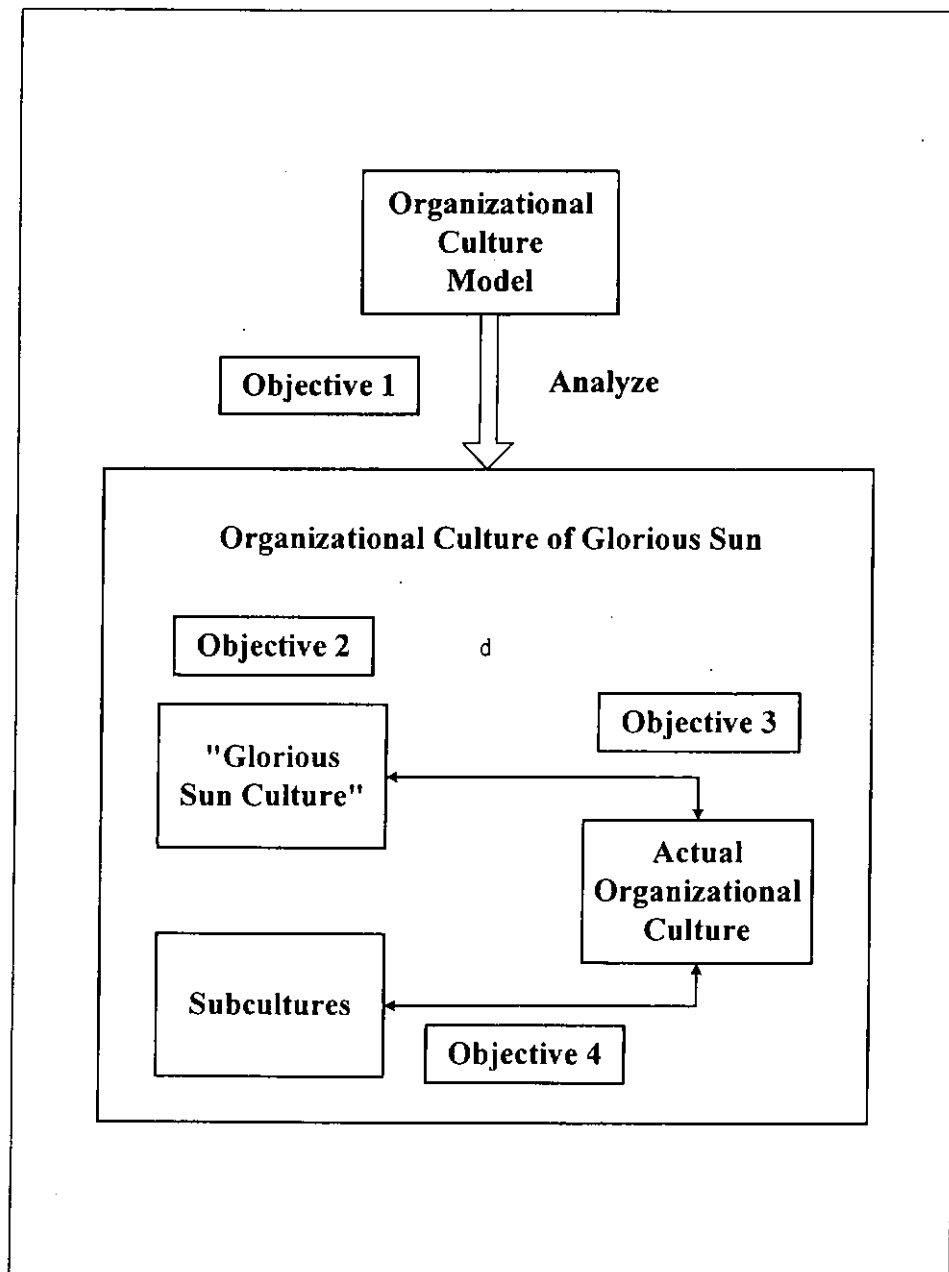 Organizational
Culture
Model
Objective 1
Analyze
Organizational Culture of Glorious Sun
Objective 2
d
Objective 3
"Glorious
Sun Culture"
Actual
Organizational
Culture
Subcultures
Objective 4